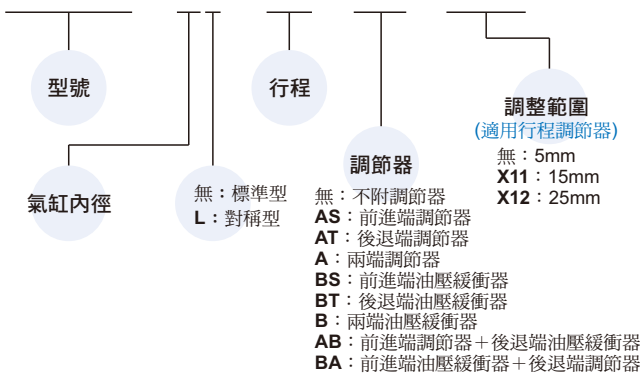 型號
行程
調整範圍
(適用行程調節器)
無：5mm
X11：15mm
X12：25mm
氣缸內徑
無：標準型
L：對稱型
調節器
無：不附調節器
AS：前進端調節器
AT：後退端調節器
A：兩端調節器
BS：前進端油壓緩衝器
BT：後退端油壓緩衝器
B：兩端油壓緩衝器
AB：前進端調節器＋後退端油壓緩衝器
BA：前進端油壓緩衝器＋後退端調節器